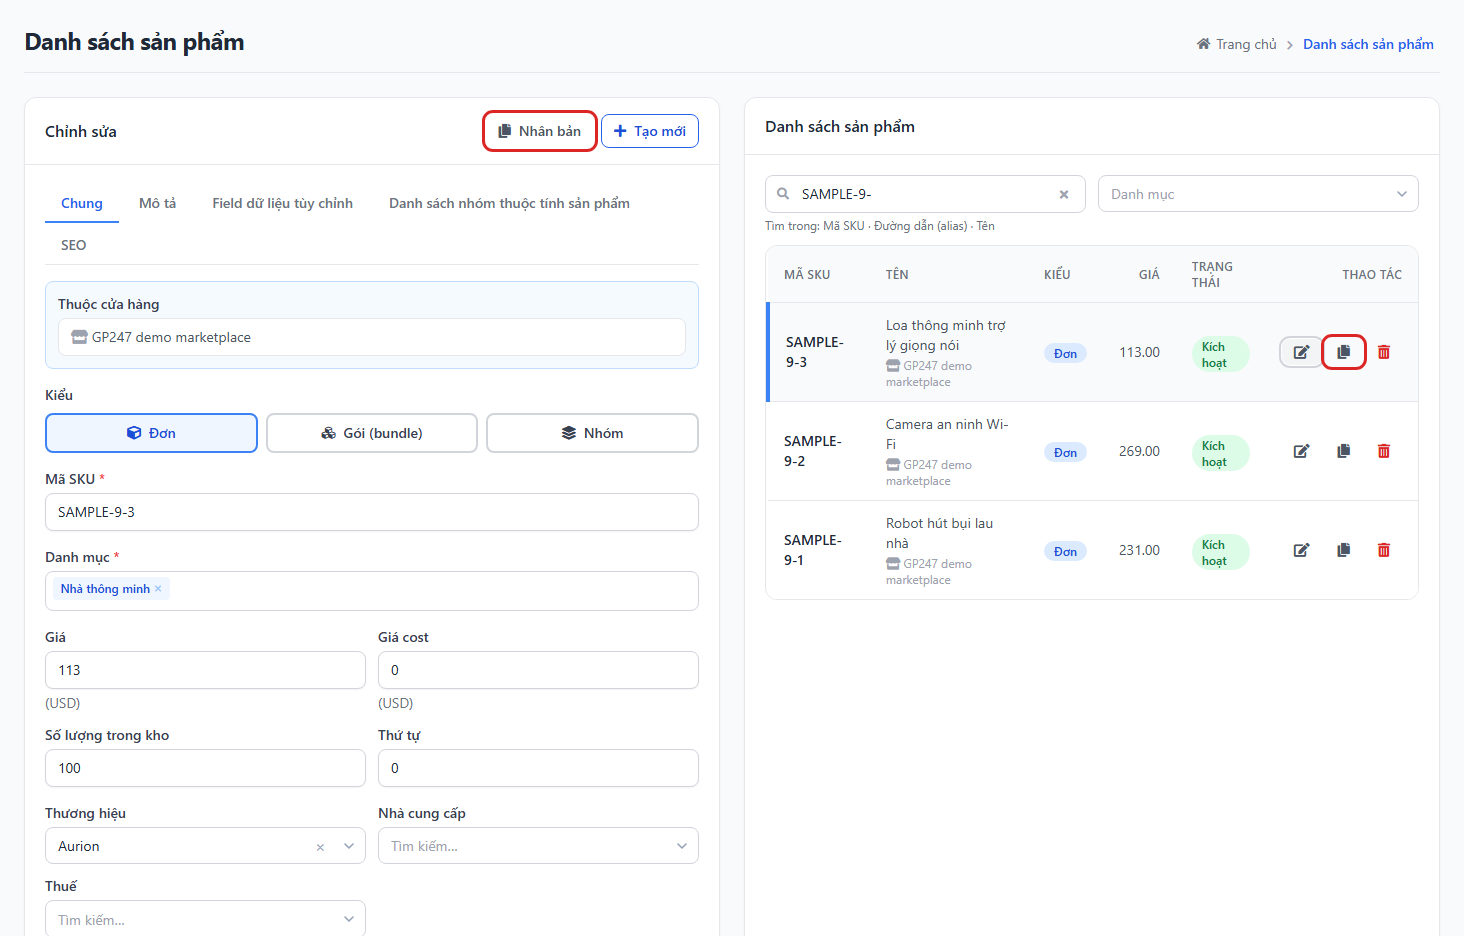 Danh sách sản phẩm
Trang chủ
Danh sách sản phẩm
Chỉnh sửa
Nhân bản
Tạo mới
Chung
Mô tả
Field dữ liệu tùy chỉnh
Danh sách nhóm thuộc tính sản phẩm
SEO
Thuộc cửa hàng
GP247 demo marketplace
Kiểu
Đơn
Gói (bundle)
Nhóm
Mã SKU *
SAMPLE-9-3
Danh mục *
Nhà thông minh ×
Giá
Giá cost
113
0
(USD)
(USD)
Số lượng trong kho
Thứ tự
100
0
Thương hiệu
Nhà cung cấp
Aurion ×
Tìm kiếm...
Thuế
Tìm kiếm...
Danh sách sản phẩm
SAMPLE-9-
Danh mục
Tìm trong: Mã SKU · Đường dẫn (alias) · Tên
MÃ SKU
TÊN
KIỂU
GIÁ
TRẠNG
THÁI
THAO TÁC
SAMPLE-
9-3
Loa thông minh trợ
lý giọng nói
GP247 demo
marketplace
Đơn
113.00
Kích
hoạt
SAMPLE-
9-2
Camera an ninh Wi-
Fi
GP247 demo
marketplace
Đơn
269.00
Kích
hoạt
SAMPLE-
9-1
Robot hút bụi lau
nhà
GP247 demo
marketplace
Đơn
231.00
Kích
hoạt